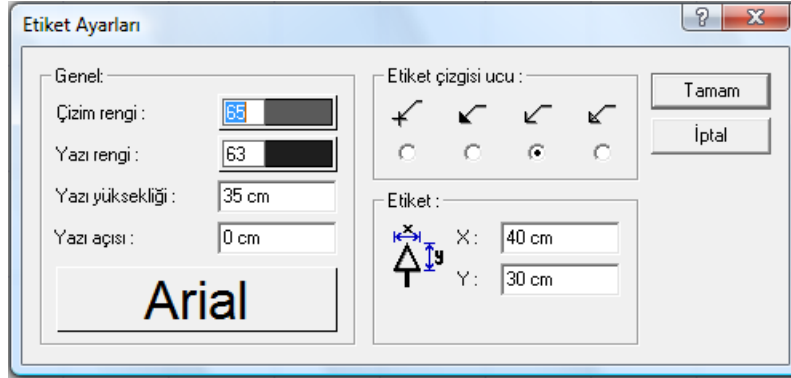 Etiket Ayarları
Genel:
Çizim rengi :
65
Yazı rengi :
63
Yazı yüksekliği :
35 cm
Yazı açısı :
0 cm
Arial
Etiket çizgisi ucu :
Etiket :
x
y
X :
40 cm
Y :
30 cm
Tamam
İptal